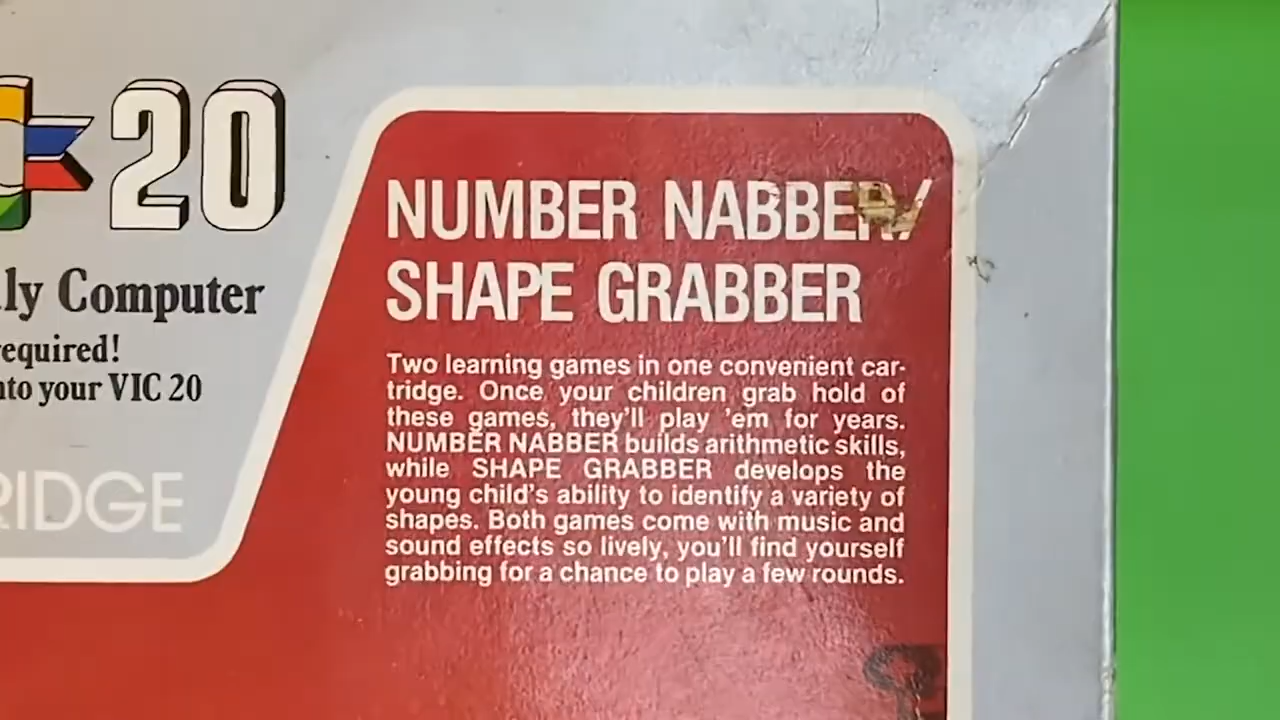 20
ly Computer
equired!
nto your VIC 20
RIDGE
NUMBER NABBER/
SHAPE GRABBER
Two learning games in one convenient car-
tridge. Once your children grab hold of
these games, they'll play 'em for years.
NUMBER NABBER builds arithmetic skills,
while SHAPE GRABBER develops the
young child's ability to identify a variety of
shapes. Both games come with music and
sound effects so lively, you'll find yourself
grabbing for a chance to play a few rounds.